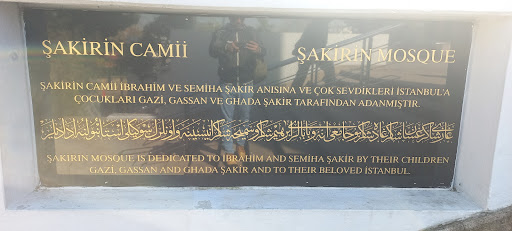 ŞAKİRİN CAMİİ
ŞAKİRİN MOSQUE
ŞAKİRİN CAMİİ İBRAHİM VE SEMİHA ŞAKİR ANISINA VE ÇOK SEVDİKLERİ İSTANBUL'A
ÇOCUKLARI GAZİ, GASSAN VE GHADA ŞAKİR TARAFINDAN ADANMIŞTIR.
ŞAKIRIN MOSQUE IS DEDICATED TO İBRAHİM AND SEMİHA ŞAKİR BY THEIR CHILDREN
GAZİ, GASSAN AND GHADA ŞAKİR AND TO THEIR BELOVED İSTANBUL.